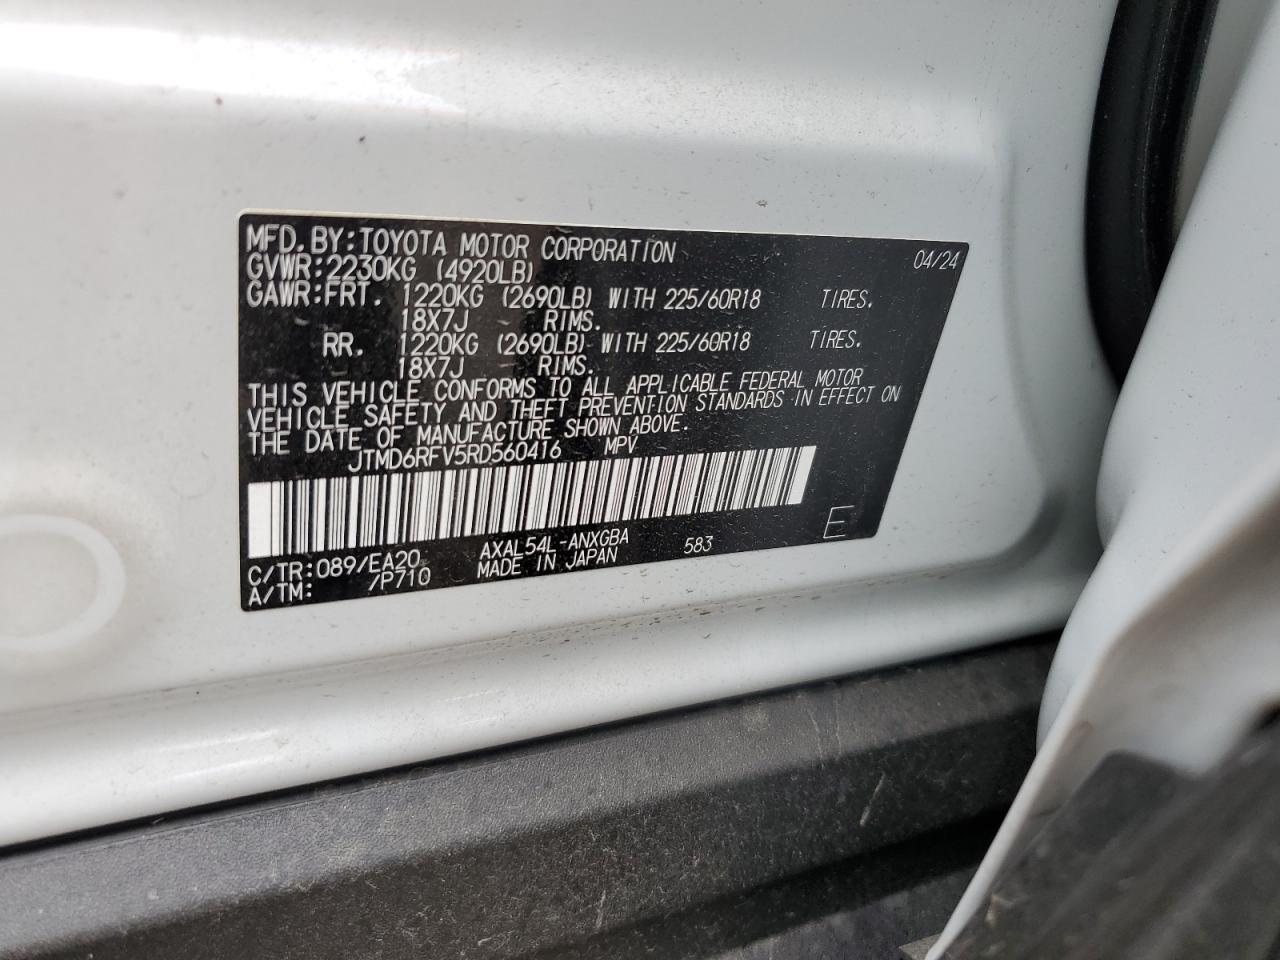 MFD.BY:TOYOTA MOTOR CORPORATION 04/24
GVWR:2230KG (4920LB)
GAWR:FRT. 1220KG (2690LB) WITH 225/60R18 TIRES.
18X7J RIMS.
RR. 1220KG (2690LB) WITH 225/60R18 TIRES.
18X7J RIMS.
THIS VEHICLE CONFORMS TO ALL APPLICABLE FEDERAL MOTOR
VEHICLE SAFETY AND THEFT PREVENTION STANDARDS IN EFFECT ON
THE DATE OF MANUFACTURE SHOWN ABOVE.
JTMD6RFV5RD560416 MPV
C/TR:089/EA20 AXAL54L-ANXGBA 583 E
A/TM: /P710 MADE IN JAPAN